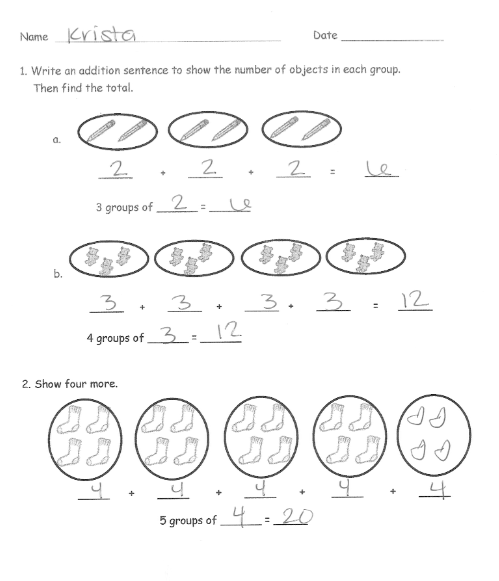 Name Krista Date
1. Write an addition sentence to show the number of objects in each group.
Then find the total.
a.
2 + 2 + 2 = 6
3 groups of 2 = 6
b.
3 + 3 + 3 + 3 = 12
4 groups of 3 = 12
2. Show four more.
4 + 4 + 4 + 4 + 4
5 groups of 4 = 20